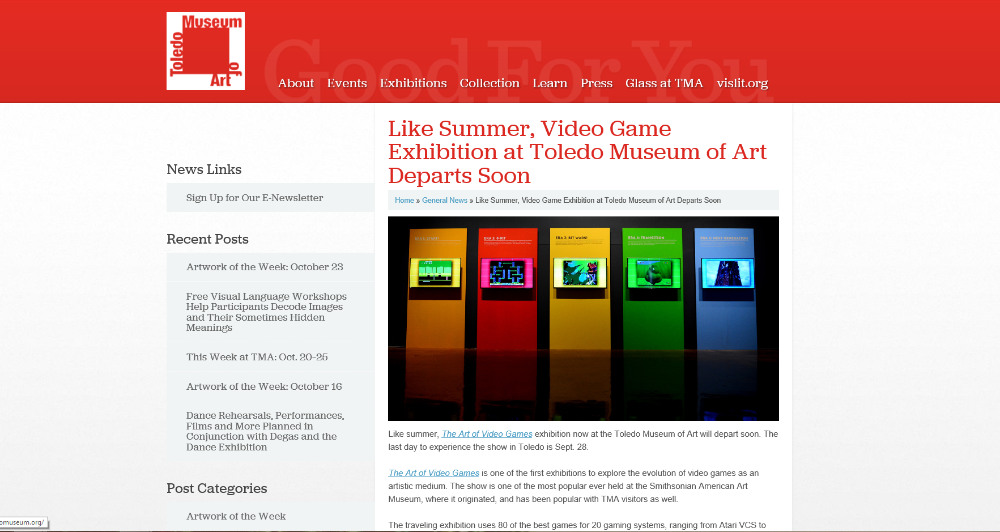 Toledo
Museum
of
Art
Good For You
About Events Exhibitions Collection Learn Press Glass at TMA vislit.org
News Links
Sign Up for Our E-Newsletter
Recent Posts
Artwork of the Week: October 23
Free Visual Language Workshops
Help Participants Decode Images
and Their Sometimes Hidden
Meanings
This Week at TMA: Oct. 20-25
Artwork of the Week: October 16
Dance Rehearsals, Performances,
Films and More Planned in
Conjunction with Degas and the
Dance Exhibition
Post Categories
Artwork of the Week
omuseum.org/
Like Summer, Video Game
Exhibition at Toledo Museum of Art
Departs Soon
Home » General News » Like Summer, Video Game Exhibition at Toledo Museum of Art Departs Soon
ERA 1: START!
ERA 2: 8-BIT
ERA 3: BIT WARS!
ERA 4: TRANSITION
ERA 5: NEXT GENERATION
Like summer, The Art of Video Games exhibition now at the Toledo Museum of Art will depart soon. The
last day to experience the show in Toledo is Sept. 28.
The Art of Video Games is one of the first exhibitions to explore the evolution of video games as an
artistic medium. The show is one of the most popular ever held at the Smithsonian American Art
Museum, where it originated, and has been popular with TMA visitors as well.
The traveling exhibition uses 80 of the best games for 20 gaming systems, ranging from Atari VCS to